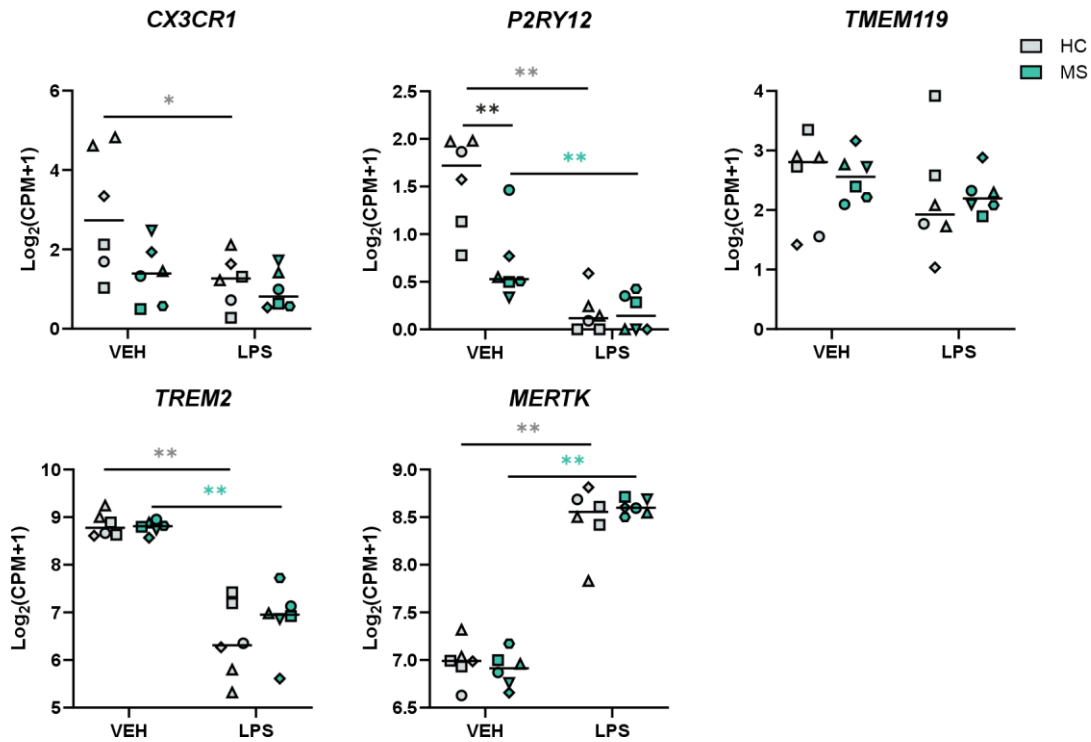 CX3CR1
P2RY12
TMEM119
HC
MS
Log₂(CPM+1)
6
4
2
0
*
VEH
LPS
Log₂(CPM+1)
2.5
2.0
1.5
1.0
0.5
0.0
**
**
**
VEH
LPS
Log₂(CPM+1)
4
3
2
1
0
VEH
LPS
TREM2
MERTK
Log₂(CPM+1)
10
9
8
7
6
5
**
**
VEH
LPS
Log₂(CPM+1)
9.0
8.5
8.0
7.5
7.0
6.5
**
**
VEH
LPS